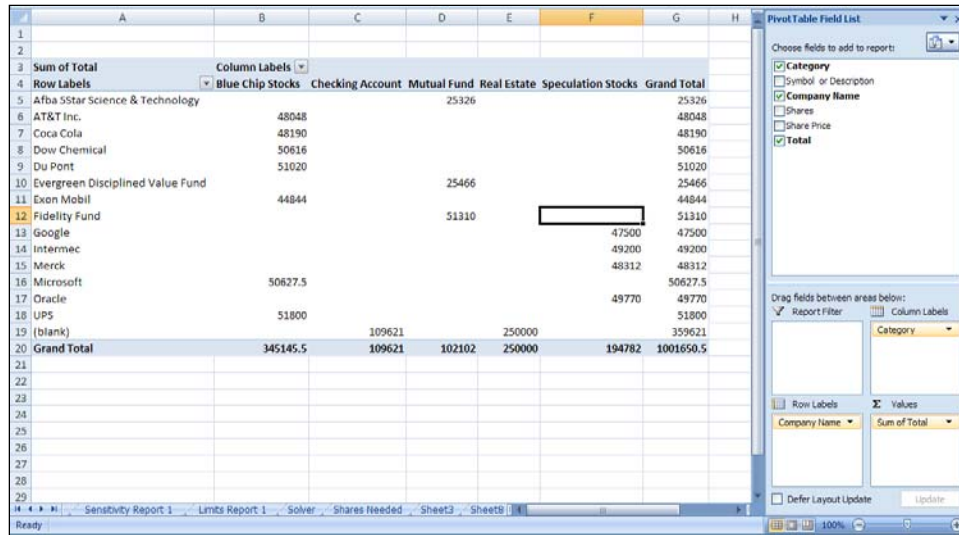 A B C D E F G H
PivotTable Field List
1
2
Choose fields to add to report:
3 Sum of Total Column Labels
Category
4 Row Labels Blue Chip Stocks Checking Account Mutual Fund Real Estate Speculation Stocks Grand Total
Symbol or Description
5 Afba 5Star Science & Technology 25326 25326
Company Name
6 AT&T Inc. 48048 48048
Shares
7 Coca Cola 48190 48190
Share Price
8 Dow Chemical 50616 50616
Total
9 Du Pont 51020 51020
10 Evergreen Disciplined Value Fund 25466 25466
11 Exon Mobil 44844 44844
12 Fidelity Fund 51310 51310
13 Google 47500 47500
14 Intermec 49200 49200
15 Merck 48312 48312
16 Microsoft 50627.5 50627.5
17 Oracle 49770 49770
Drag fields between areas below:
18 UPS 51800 51800
Report Filter Column Labels
19 (blank) 109621 250000 359621
Category
20 Grand Total 345145.5 109621 102102 250000 194782 1001650.5
21
22
23
Row Labels Σ Values
24
25
Company Name Sum of Total
26
27
28
29
Defer Layout Update Update
Sensitvity Report 1 Limits Report 1 Solver Shares Needed Sheet3 Sheet8
Ready 100%